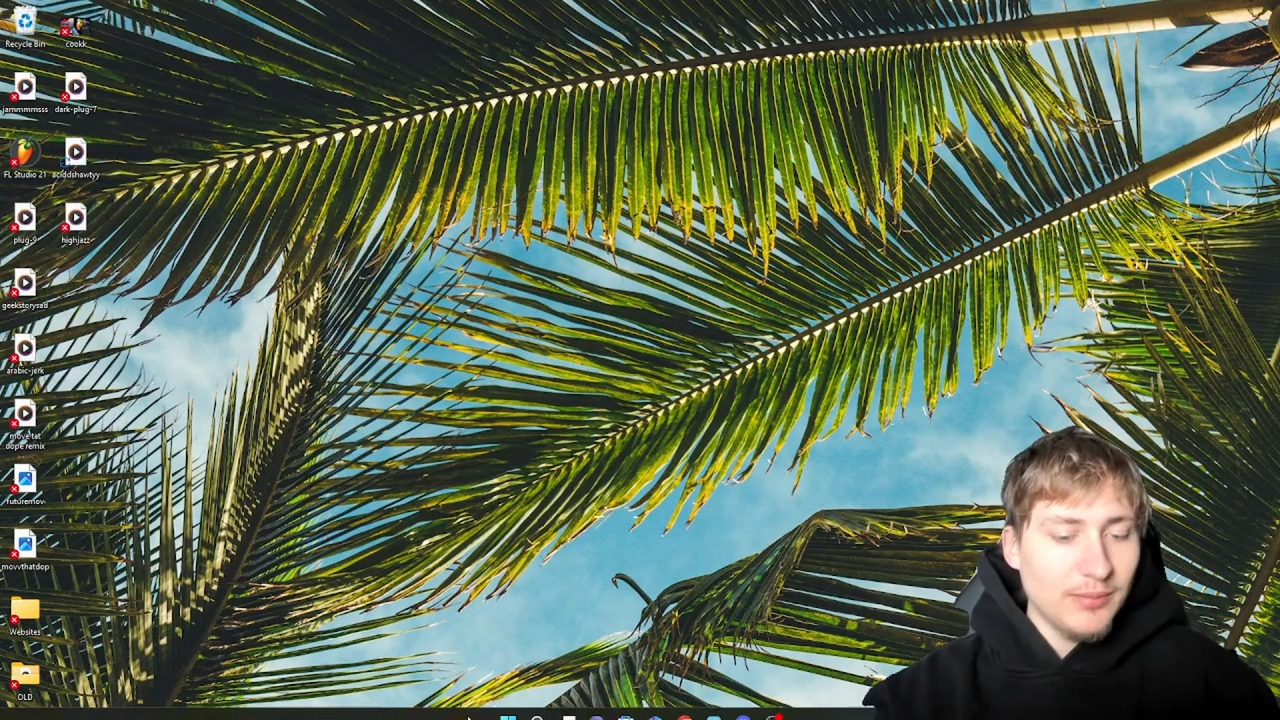 Recycle Bin
cookk
jammmmsss
dark-plug-7
FL Studio 21
aciddshawtyy
plug-9
highjazz
geekstorysad
arabic-jerk
move tat
dope remix
futuremov
movvthatdop
Websites
OLD